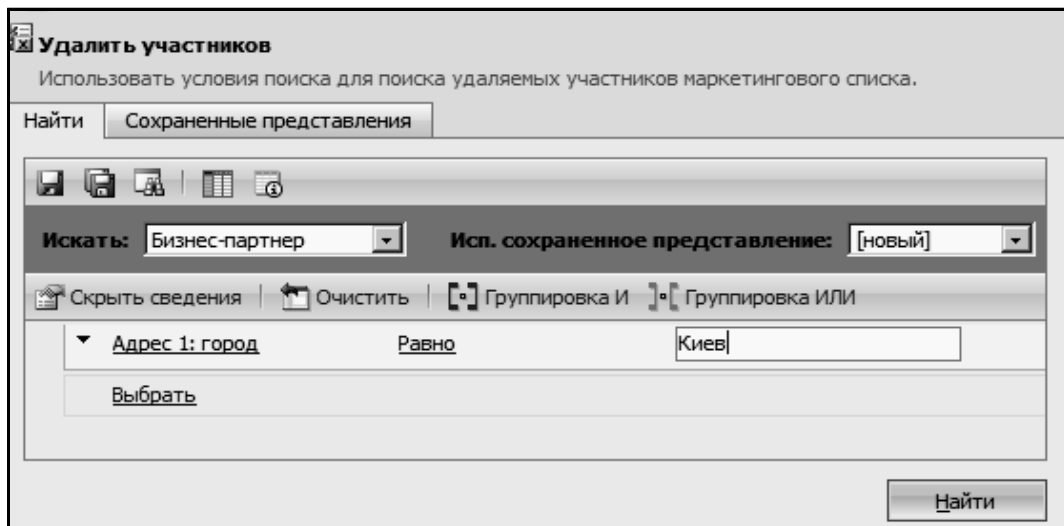 Удалить участников
Использовать условия поиска для поиска удаляемых участников маркетингового списка.
Найти Сохраненные представления
Искать: Бизнес-партнер Исп. сохраненное представление: [новый]
Скрыть сведения Очистить Группировка И Группировка ИЛИ
Адрес 1: город Равно Киев
Выбрать
Найти